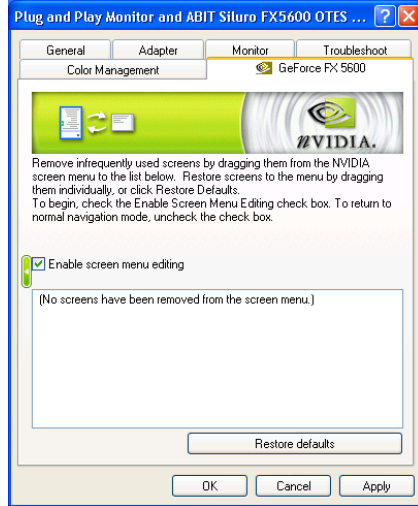 Plug and Play Monitor and ABIT Siluro FX5600 OTES ...
General Adapter Monitor Troubleshoot
Color Management GeForce FX 5600
nVIDIA.
Remove infrequently used screens by dragging them from the NVIDIA
screen menu to the list below. Restore screens to the menu by dragging
them individually, or click Restore Defaults.
To begin, check the Enable Screen Menu Editing check box. To return to
normal navigation mode, uncheck the check box.
Enable screen menu editing
(No screens have been removed from the screen menu.)
Restore defaults
OK Cancel Apply